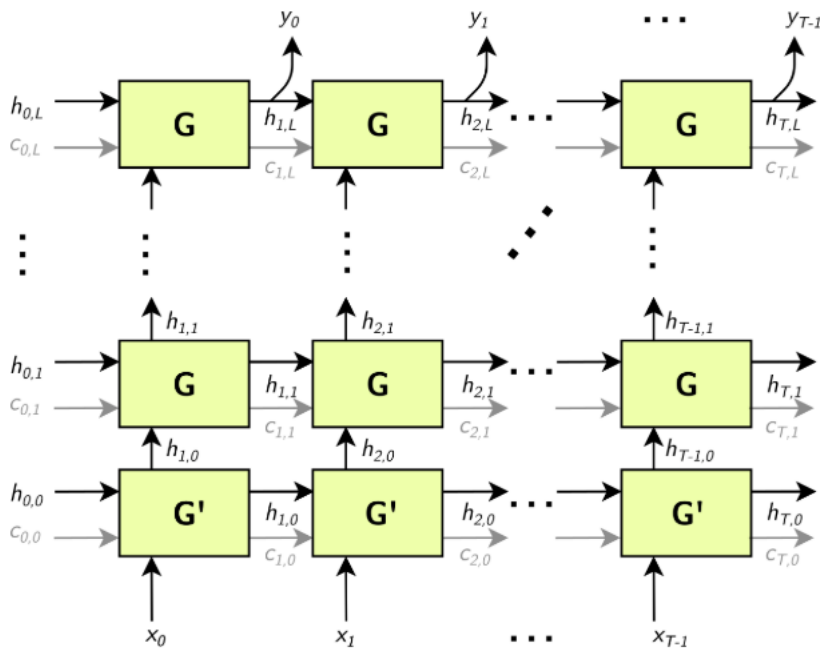 y0 y1 ... yT-1
h0,L G h1,L G h2,L ... G hT,L
c0,L c1,L c2,L cT,L
h1,1 h2,1 hT-1,1
h0,1 G h1,1 G h2,1 ... G hT,1
c0,1 c1,1 c2,1 cT,1
h1,0 h2,0 hT-1,0
h0,0 G' h1,0 G' h2,0 ... G' hT,0
c0,0 c1,0 c2,0 cT,0
x0 x1 ... xT-1